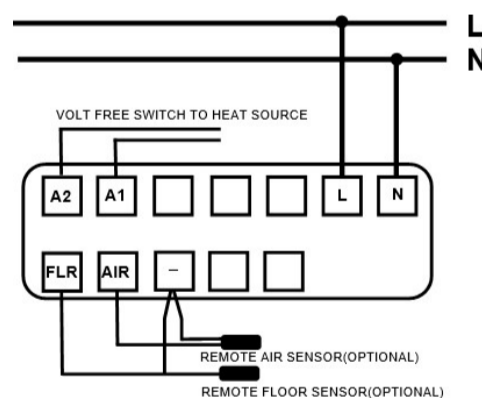 L
N
VOLT FREE SWITCH TO HEAT SOURCE
A2 A1 L N
FLR AIR –
REMOTE AIR SENSOR(OPTIONAL)
REMOTE FLOOR SENSOR(OPTIONAL)